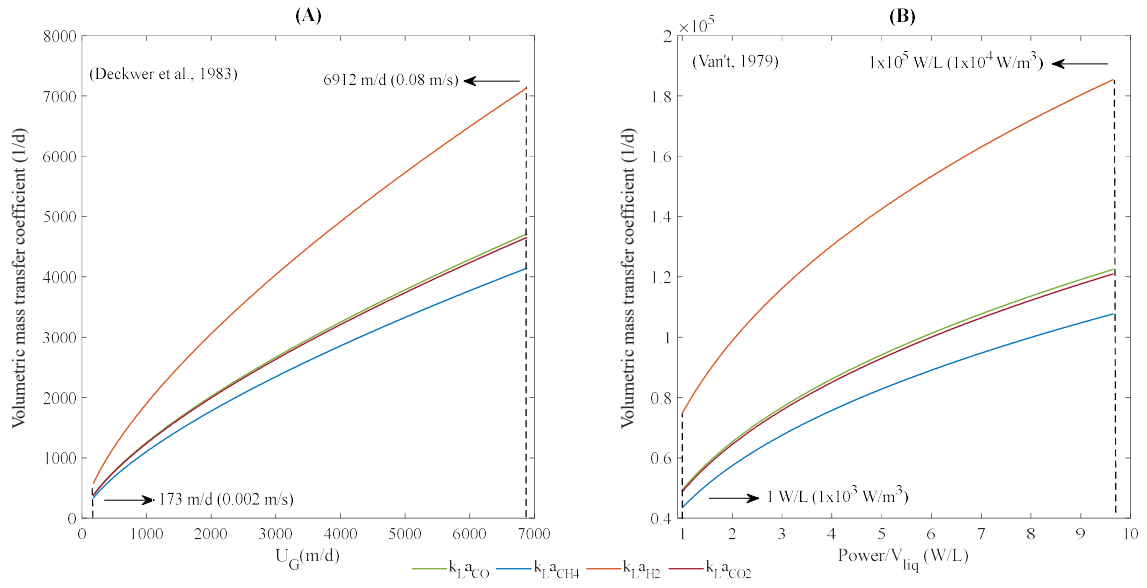 (A)
(Deckwer et al., 1983)
6912 m/d (0.08 m/s)
173 m/d (0.002 m/s)
Volumetric mass transfer coefficient (1/d)
8000
7000
6000
5000
4000
3000
2000
1000
0
0 1000 2000 3000 4000 5000 6000 7000
U_G(m/d)
(B)
×10^5
(Van't, 1979)
1x10^5 W/L (1x10^4 W/m^3)
1 W/L (1x10^3 W/m^3)
Volumetric mass transfer coefficient (1/d)
2
1.8
1.6
1.4
1.2
1
0.8
0.6
0.4
1 2 3 4 5 6 7 8 9 10
Power/V_liq (W/L)
k_L a_CO k_L a_CH4 k_L a_H2 k_L a_CO2